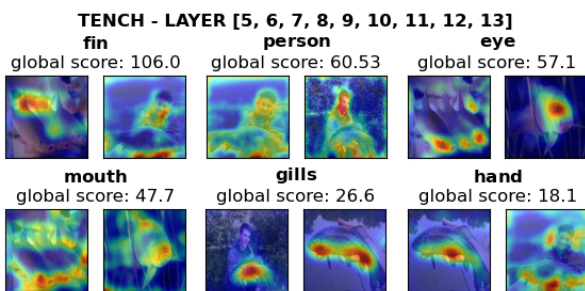 TENCH - LAYER [5, 6, 7, 8, 9, 10, 11, 12, 13]
fin
global score: 106.0
person
global score: 60.53
eye
global score: 57.1
mouth
global score: 47.7
gills
global score: 26.6
hand
global score: 18.1